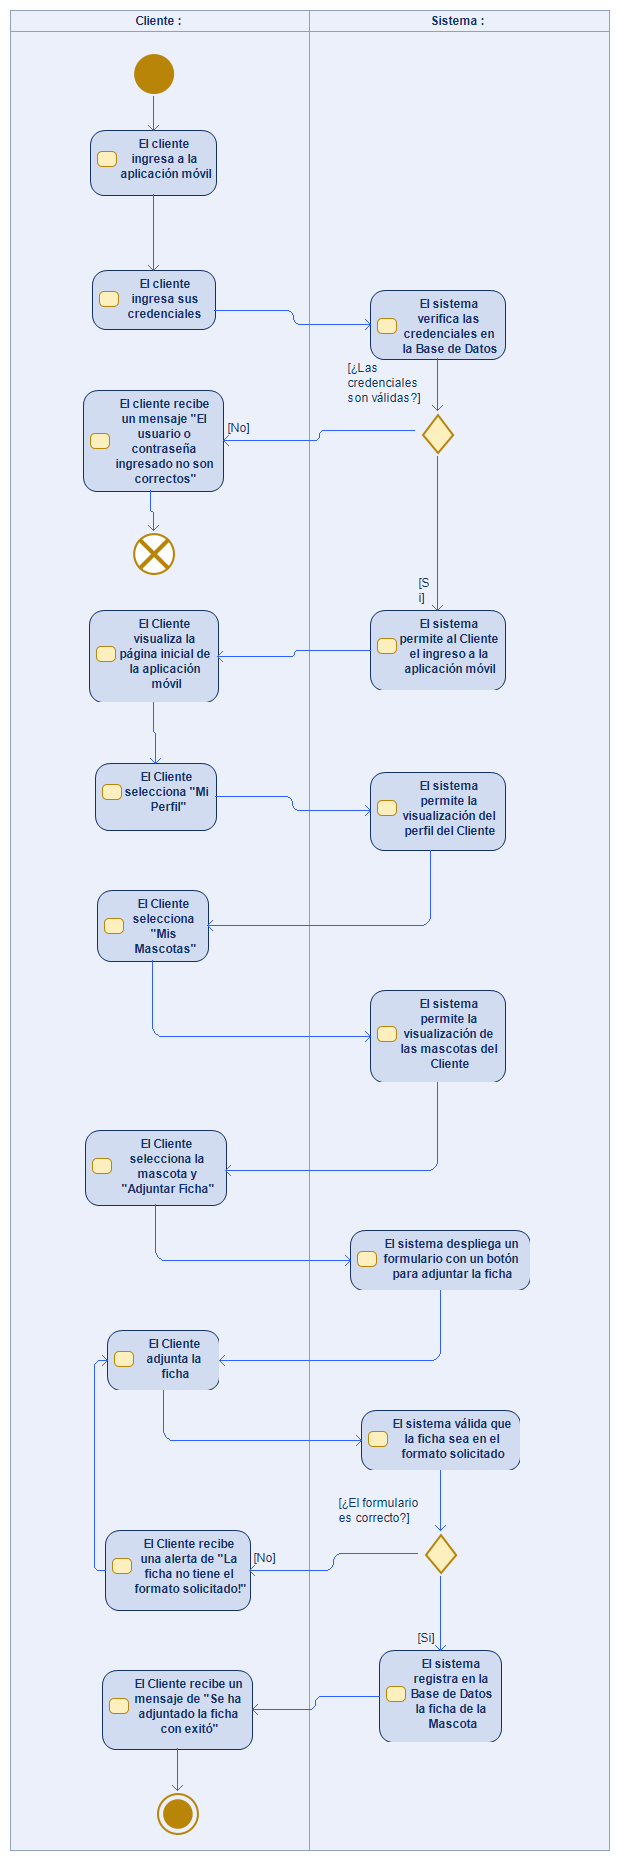 Cliente :
Sistema :
El cliente
ingresa a la
aplicación móvil
El cliente
ingresa sus
credenciales
El sistema
verifica las
credenciales en
la Base de Datos
[¿Las
credenciales
son válidas?]
El cliente recibe
un mensaje "El
usuario o
contraseña
ingresado no son
correctos"
[No]
[S
i]
El Cliente
visualiza la
página inicial de
la aplicación
móvil
El sistema
permite al Cliente
el ingreso a la
aplicación móvil
El Cliente
selecciona "Mi
Perfil"
El sistema
permite la
visualización del
perfil del Cliente
El Cliente
selecciona
"Mis
Mascotas"
El sistema
permite la
visualización de
las mascotas del
Cliente
El Cliente
selecciona la
mascota y
"Adjuntar Ficha"
El sistema despliega un
formulario con un botón
para adjuntar la ficha
El Cliente
adjunta la
ficha
El sistema válida que
la ficha sea en el
formato solicitado
[¿El formulario
es correcto?]
El Cliente recibe
una alerta de "La
ficha no tiene el
formato solicitado!"
[No]
[Si]
El sistema
registra en la
Base de Datos
la ficha de la
Mascota
El Cliente recibe un
mensaje de "Se ha
adjuntado la ficha
con exitó"